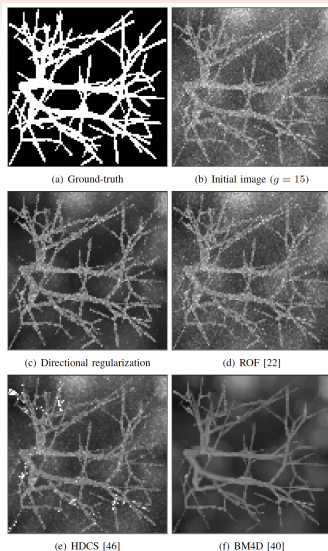 (a) Ground-truth
(b) Initial image (g = 15)
(c) Directional regularization
(d) ROF [22]
(e) HDCS [46]
(f) BM4D [40]